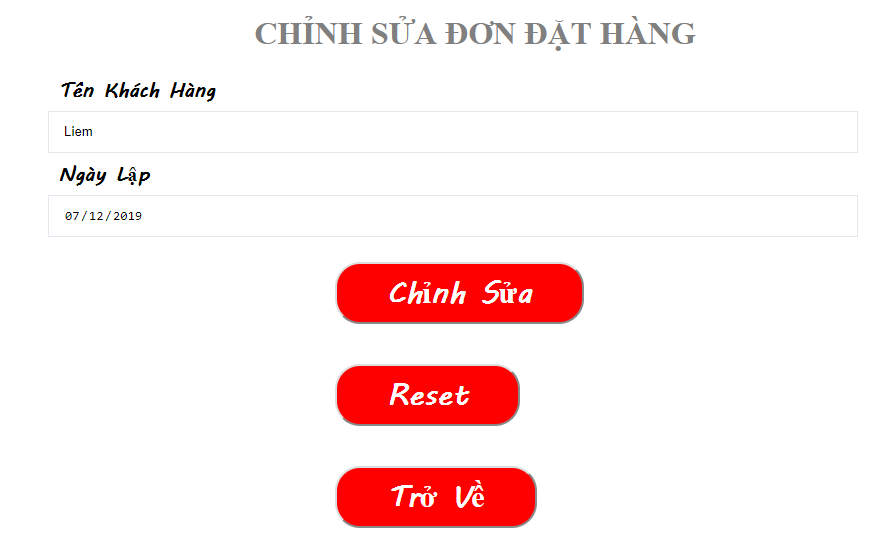 CHỈNH SỬA ĐƠN ĐẶT HÀNG
Tên Khách Hàng
Liem
Ngày Lập
07/12/2019
Chỉnh Sửa
Reset
Trở Về